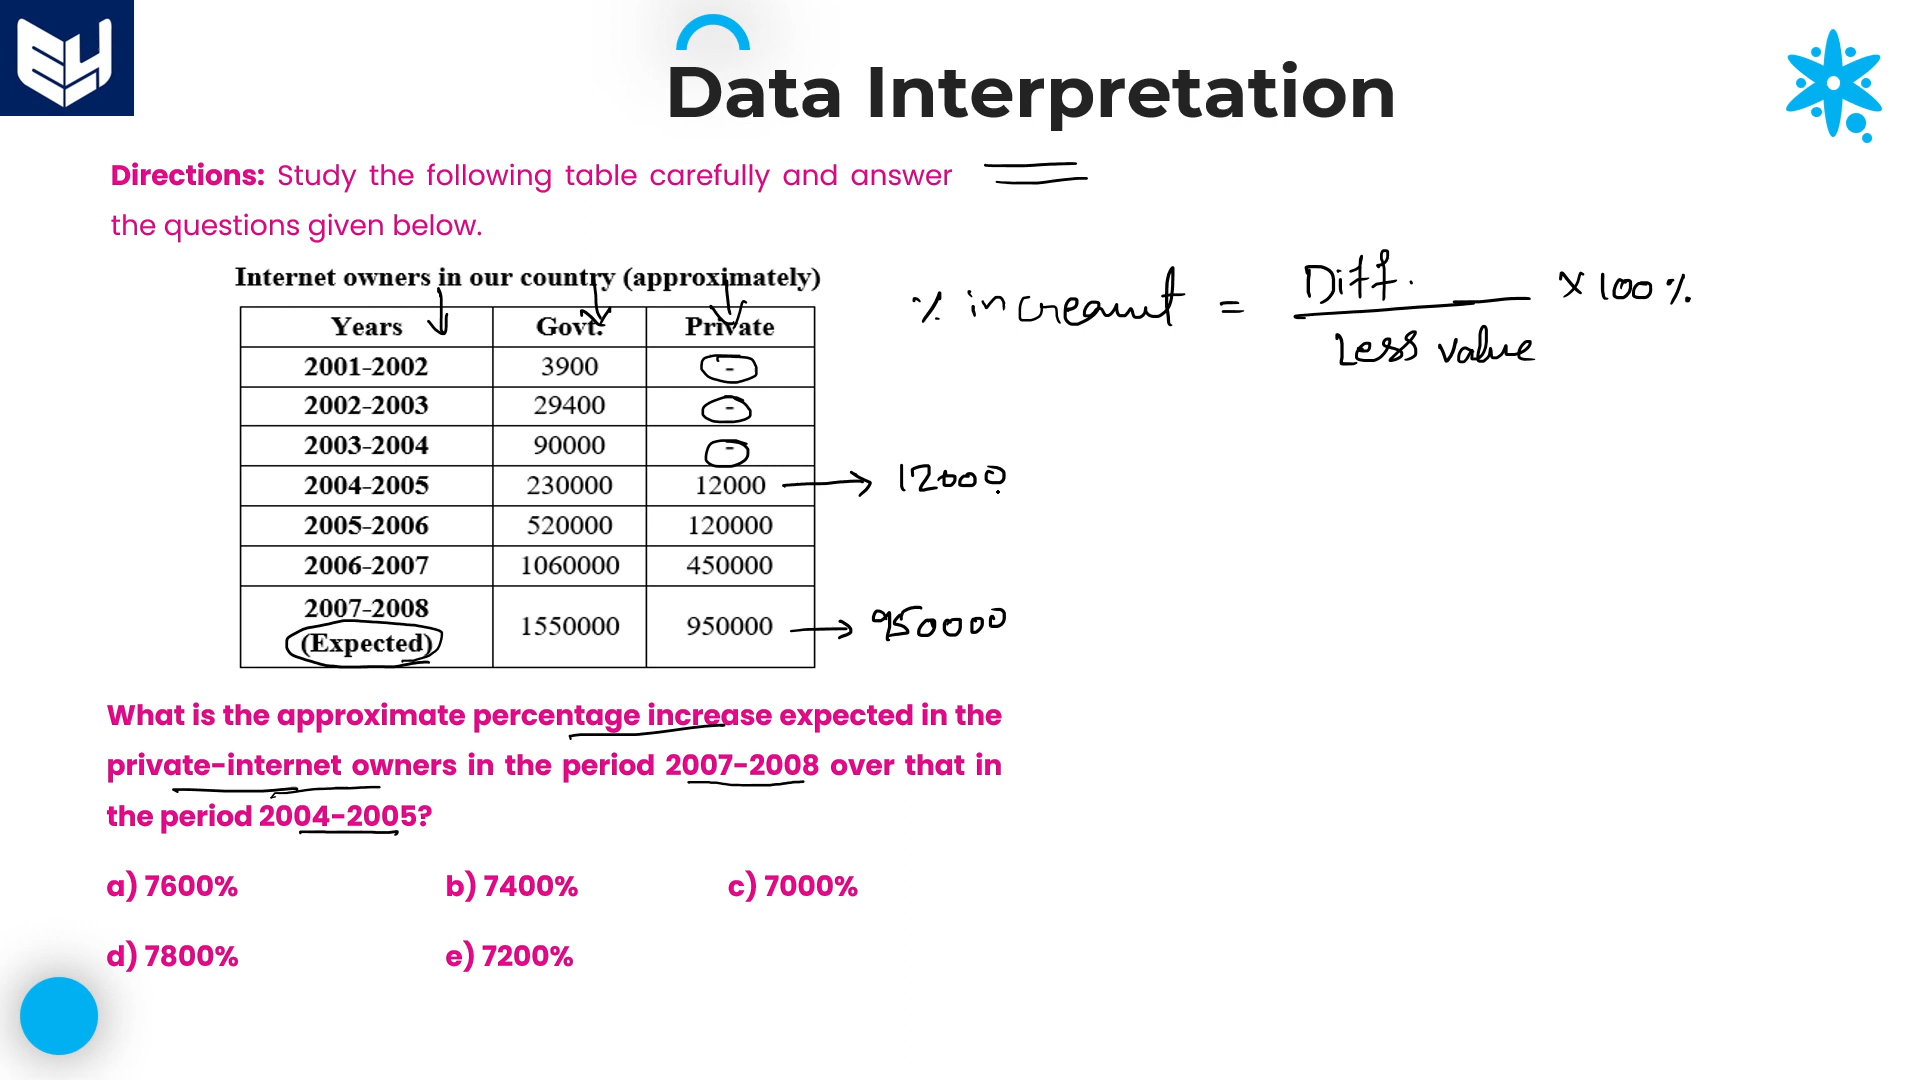 Data Interpretation
Directions: Study the following table carefully and answer
the questions given below.
Internet owners in our country (approximately)
Years Govt. Private
2001-2002 3900 -
2002-2003 29400 -
2003-2004 90000 -
2004-2005 230000 12000 → 12000
2005-2006 520000 120000
2006-2007 1060000 450000
2007-2008
(Expected) 1550000 950000 → 950000
% increamt = Diff. × 100 %
Less value
What is the approximate percentage increase expected in the
private-internet owners in the period 2007-2008 over that in
the period 2004-2005?
a) 7600% b) 7400% c) 7000%
d) 7800% e) 7200%